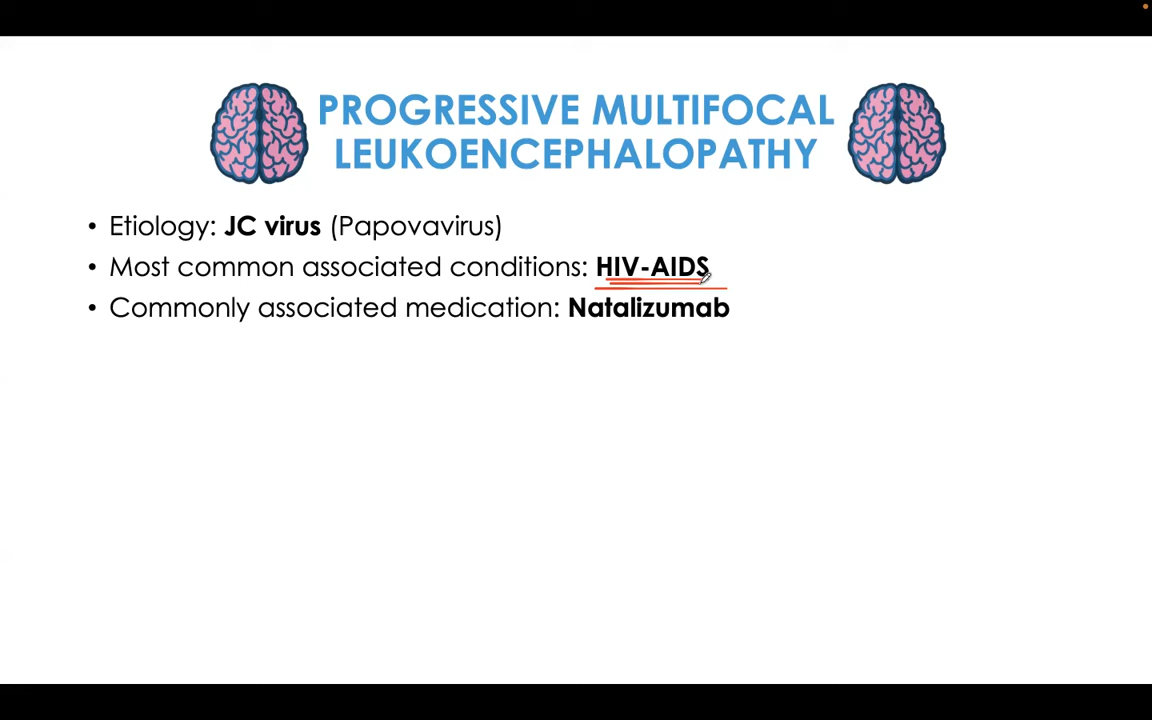 PROGRESSIVE MULTIFOCAL
LEUKOENCEPHALOPATHY
• Etiology: JC virus (Papovavirus)
• Most common associated conditions: HIV-AIDS
• Commonly associated medication: Natalizumab